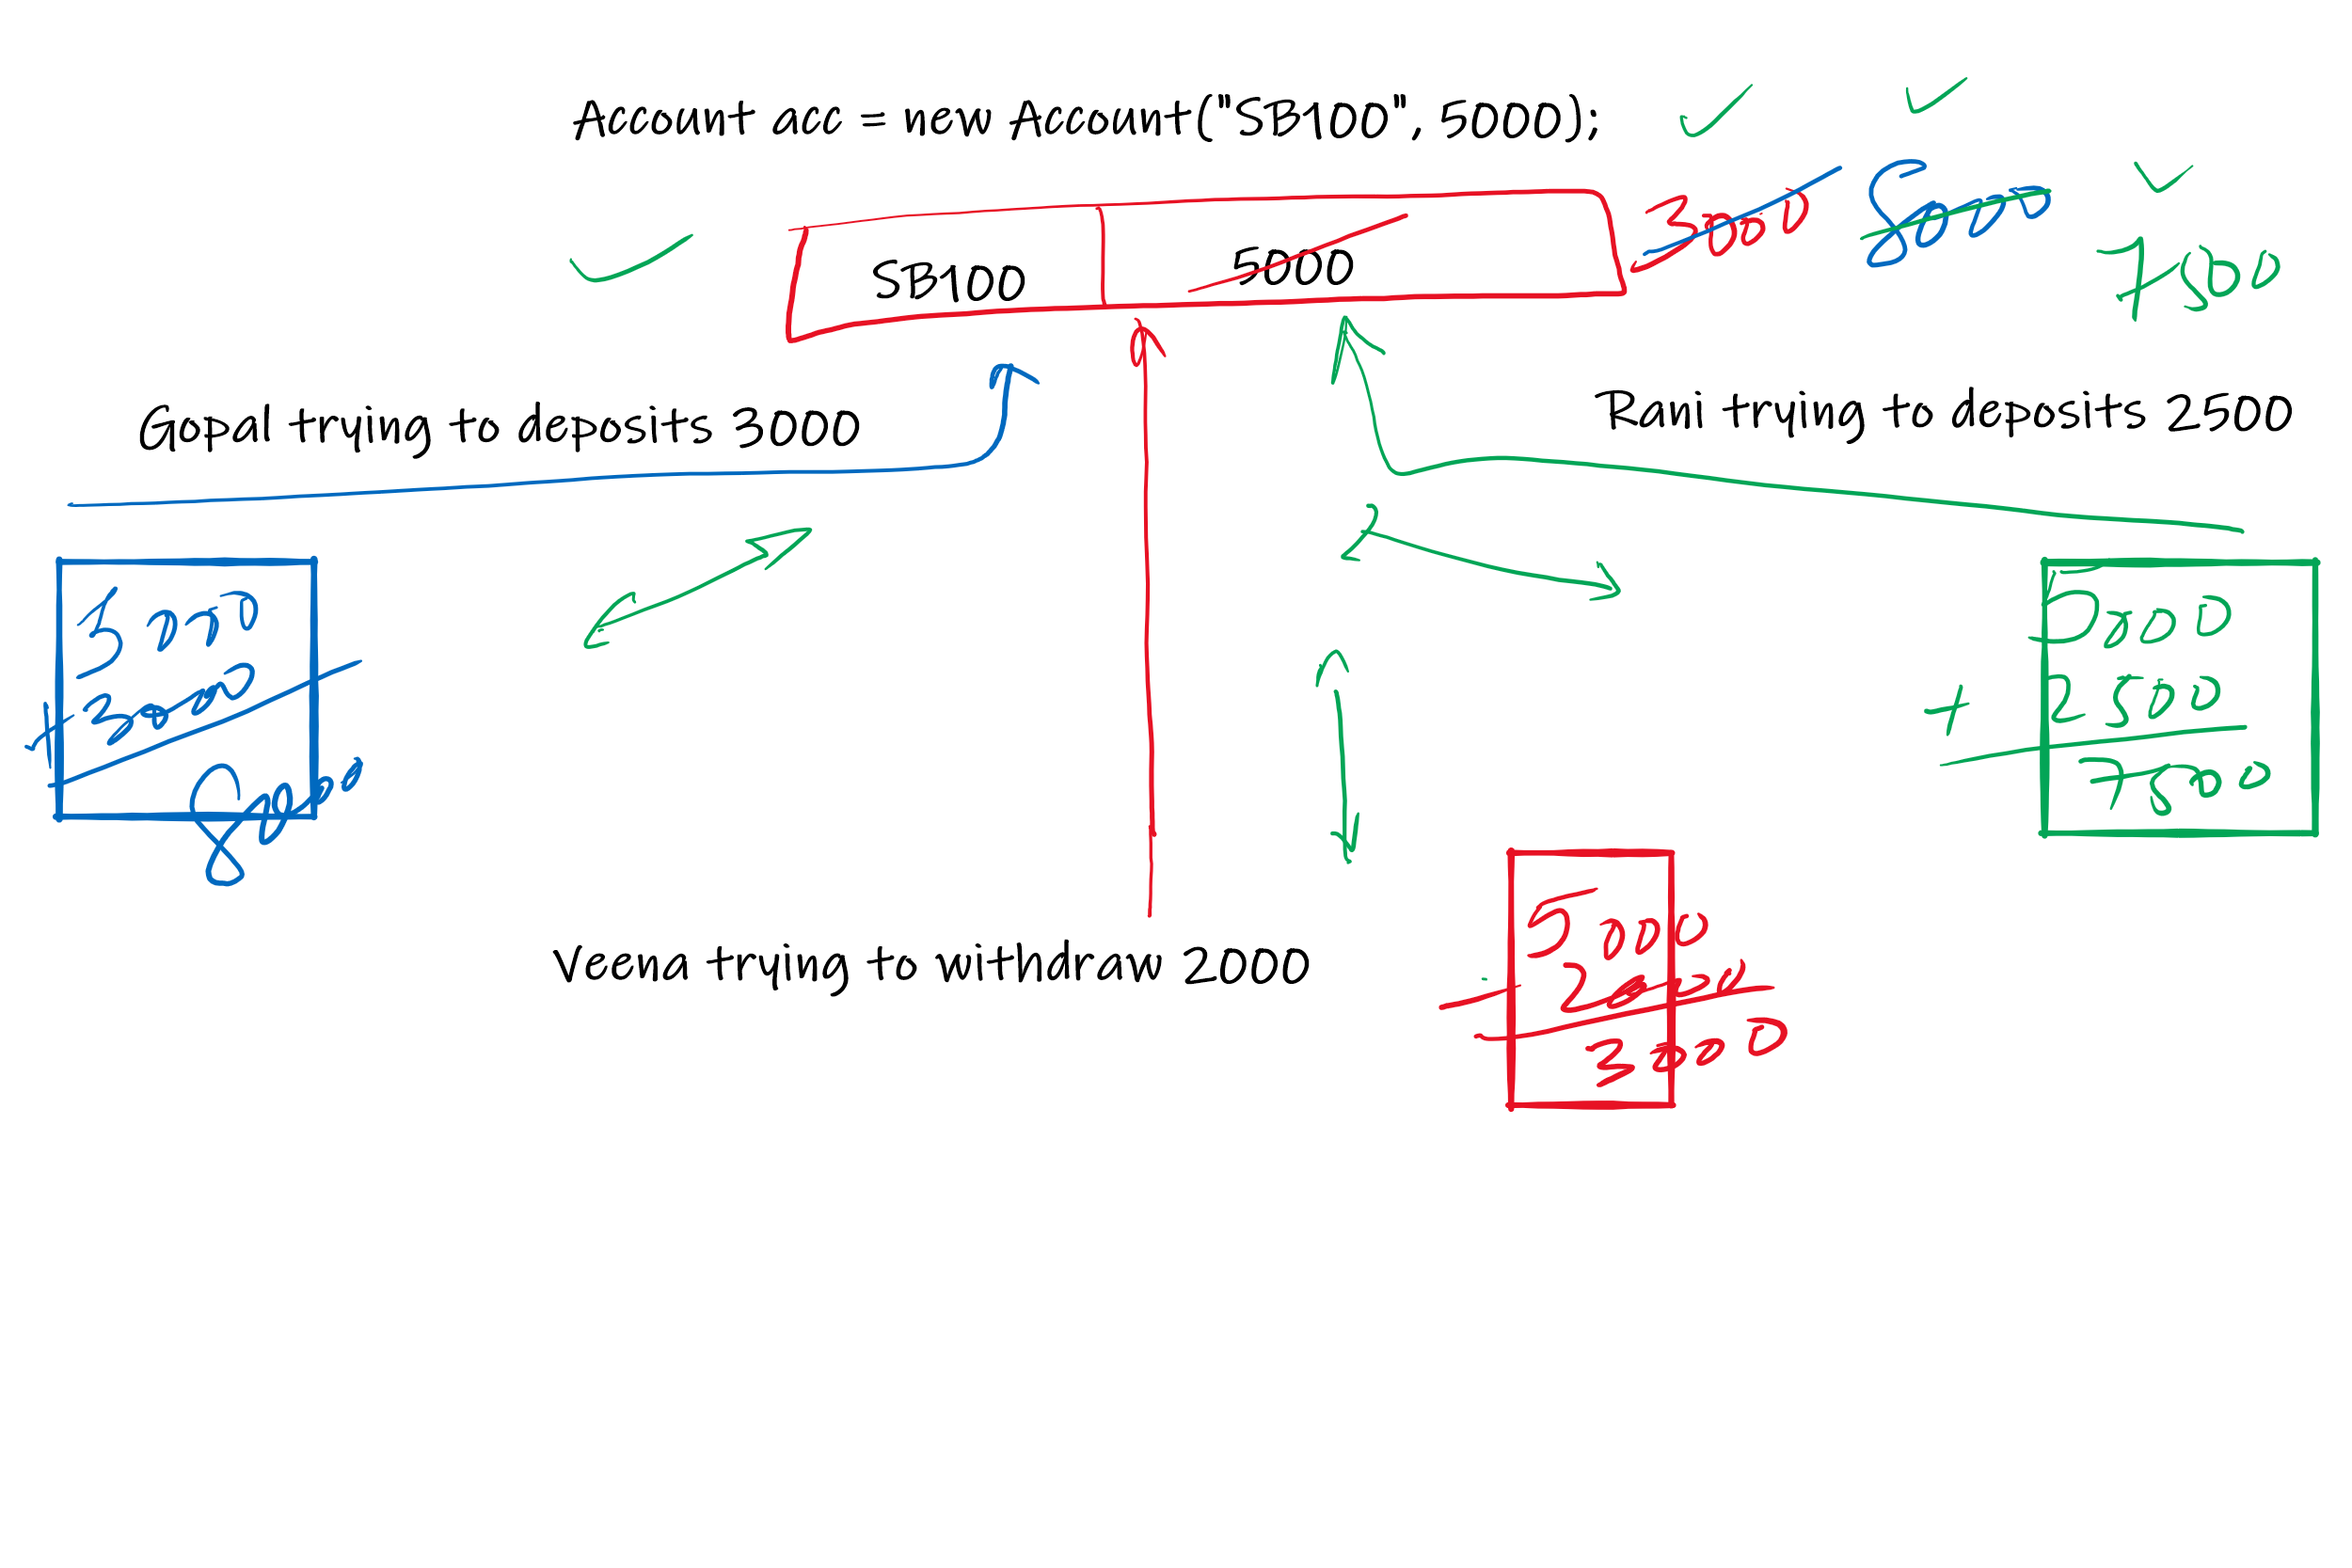 Account acc = new Account("SB100", 5000);
SB100 5000 3000 8000 7500
Gopal trying to deposits 3000
Rani trying to deposits 2500
5000
+ 3000
8000
5000
+ 2500
7500
Veena trying to withdraw 2000
5000
- 2000
3000